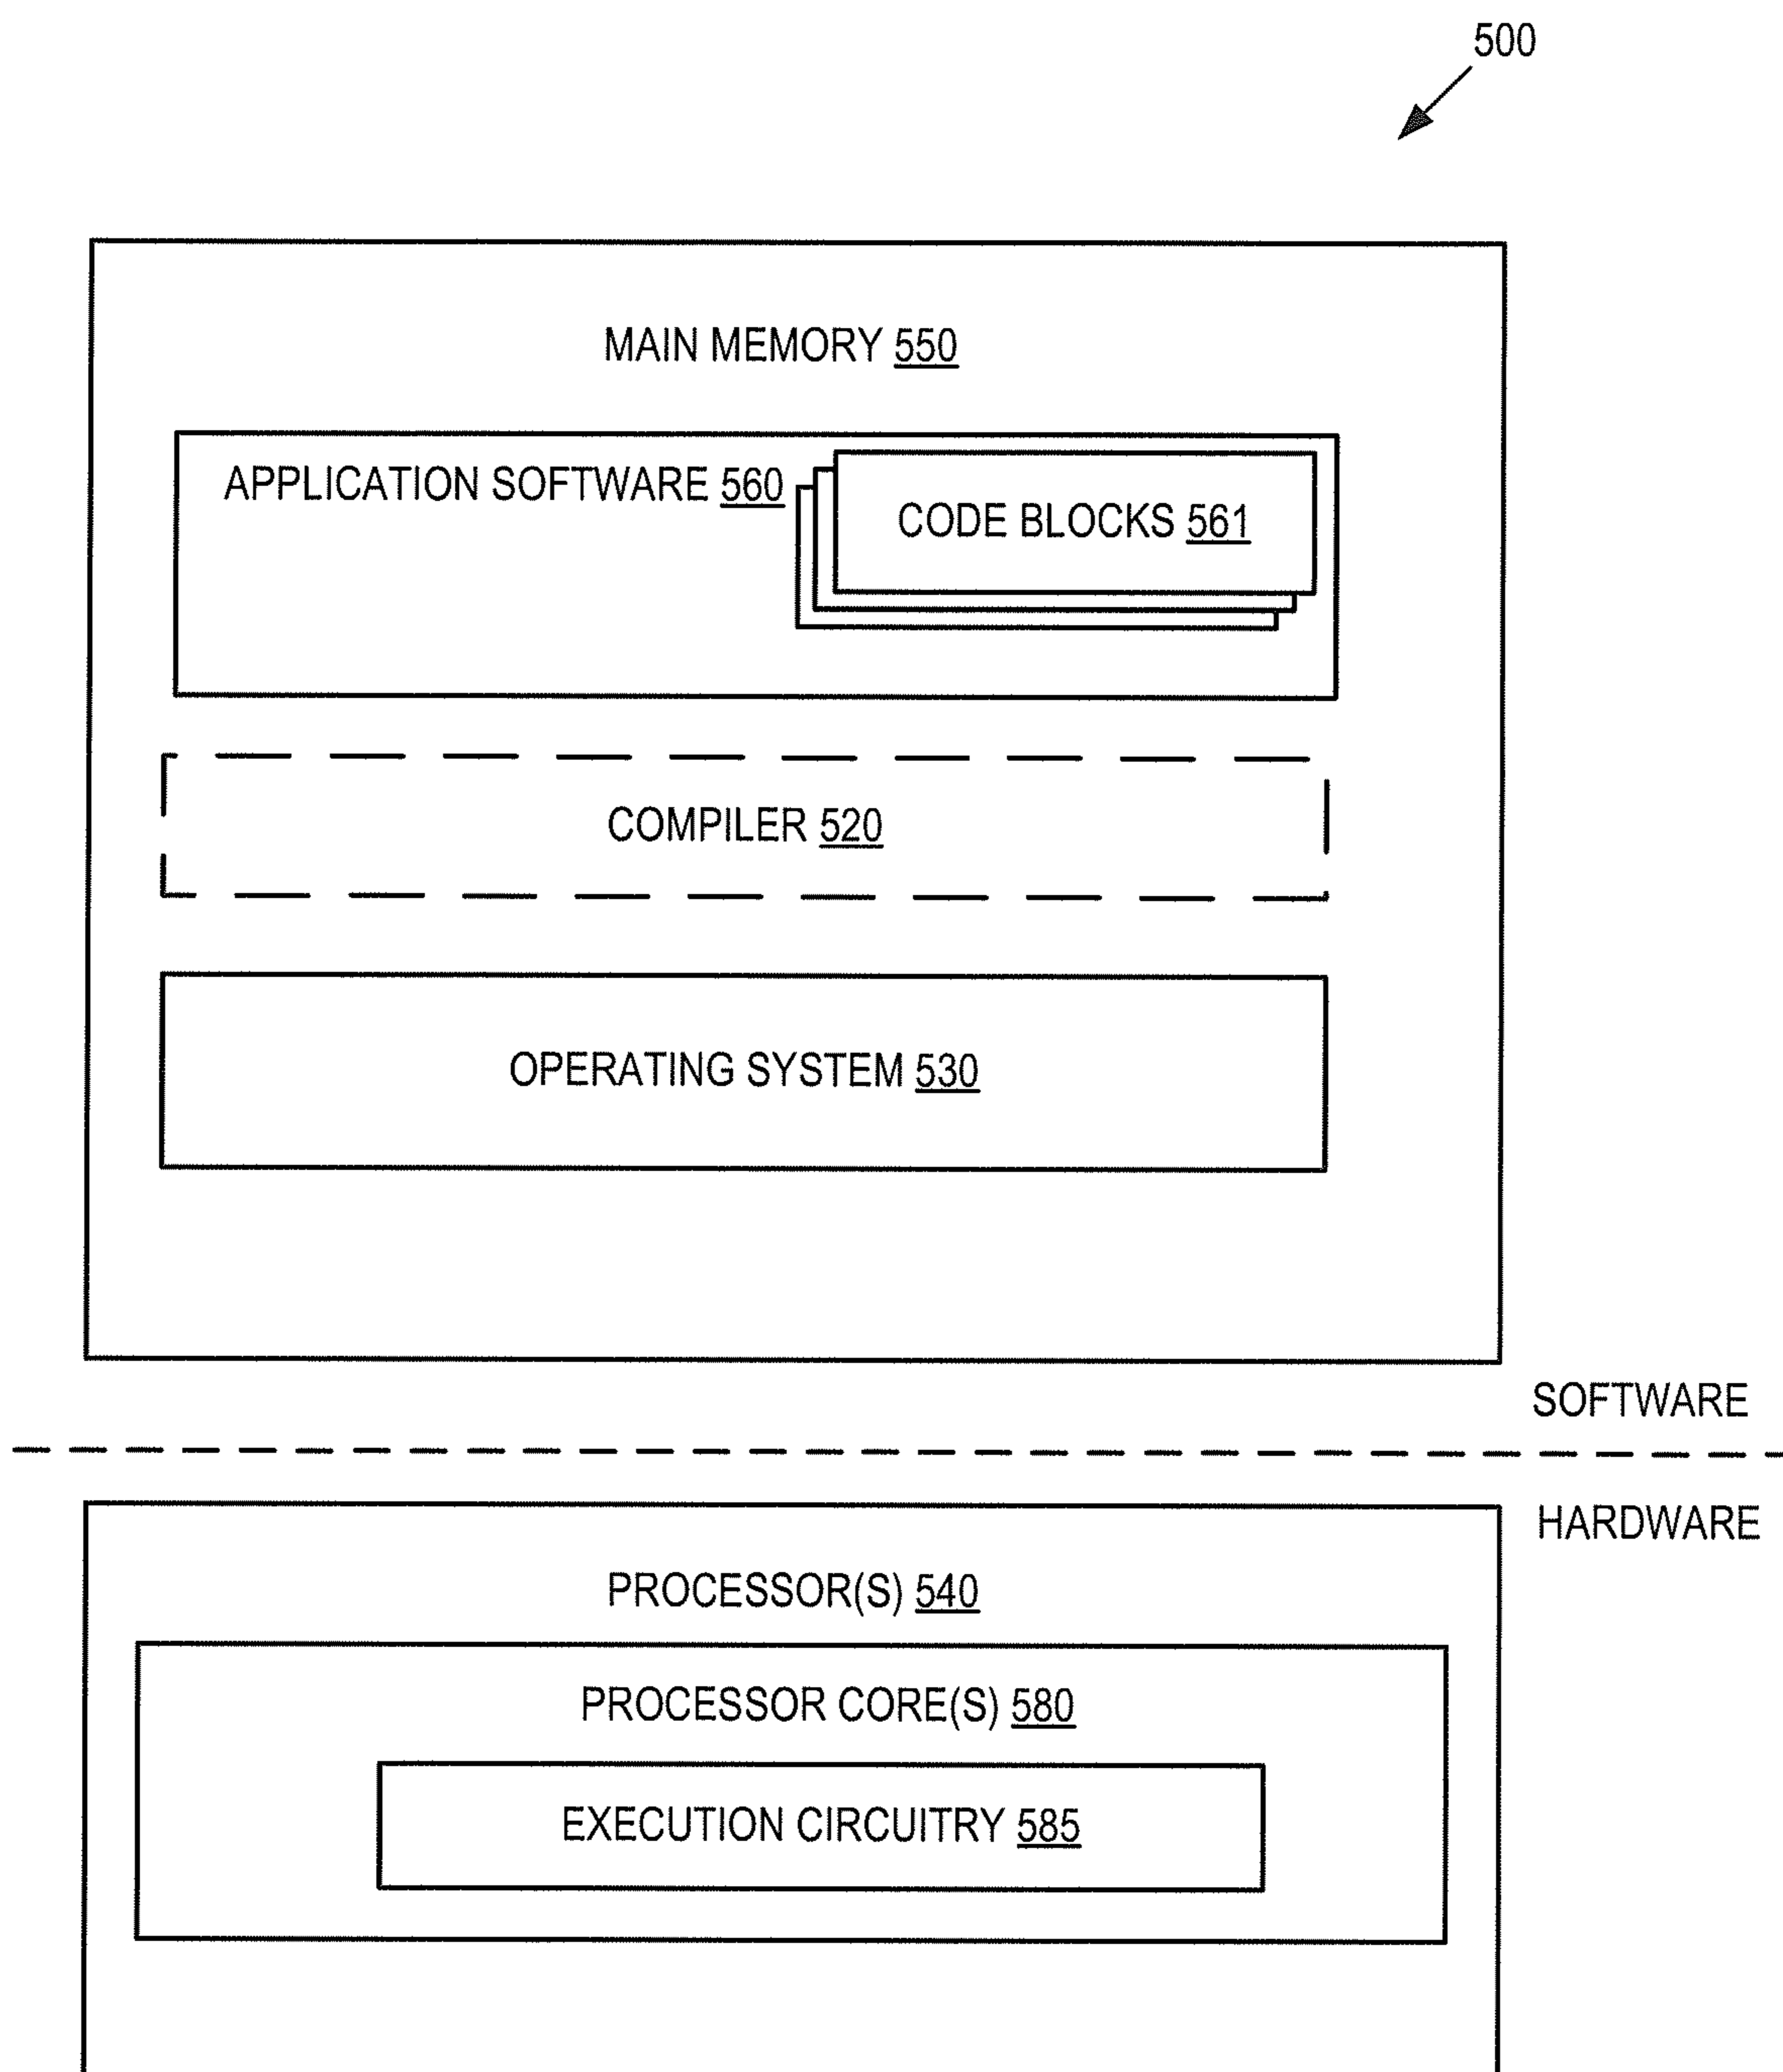 500
MAIN MEMORY 550
APPLICATION SOFTWARE 560
CODE BLOCKS 561
COMPILER 520
OPERATING SYSTEM 530
SOFTWARE
HARDWARE
PROCESSOR(S) 540
PROCESSOR CORE(S) 580
EXECUTION CIRCUITRY 585